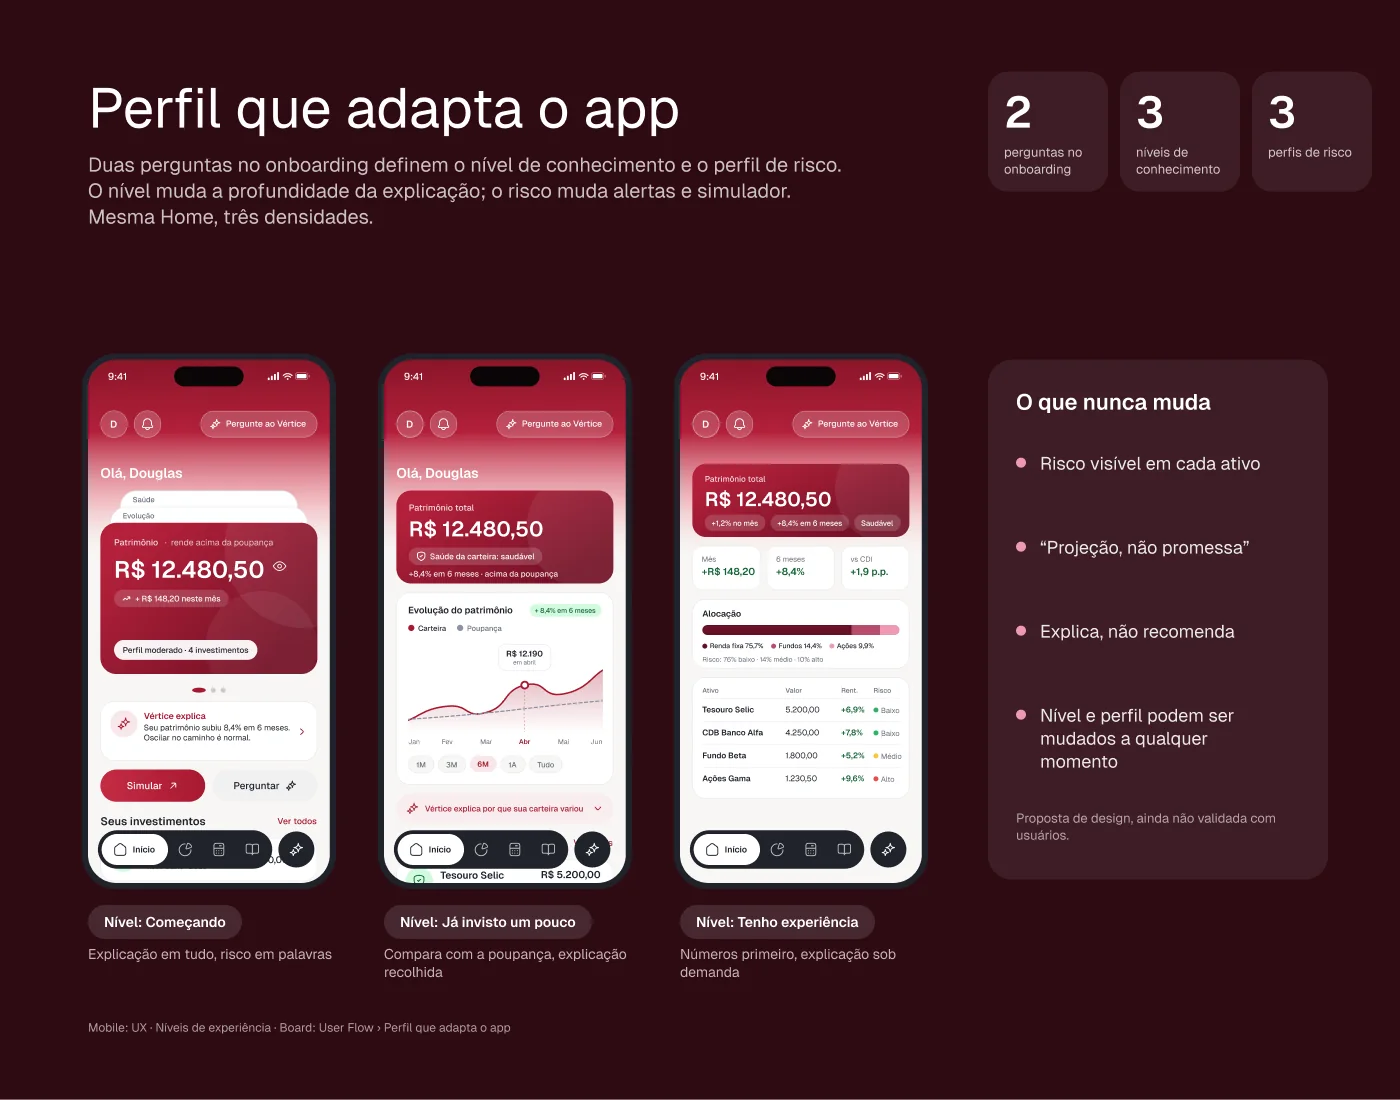 Perfil que adapta o app
Duas perguntas no onboarding definem o nível de conhecimento e o perfil de risco.
O nível muda a profundidade da explicação; o risco muda alertas e simulador.
Mesma Home, três densidades.
2
perguntas no
onboarding
3
níveis de
conhecimento
3
perfis de risco
9:41
D
Pergunte ao Vértice
Olá, Douglas
Saúde
Evolução
Patrimônio · rende acima da poupança
R$ 12.480,50
+ R$ 148,20 neste mês
Perfil moderado · 4 investimentos
Vértice explica
Seu patrimônio subiu 8,4% em 6 meses.
Oscilar no caminho é normal.
Simular
Perguntar
Seus investimentos
Ver todos
Início
Nível: Começando
Explicação em tudo, risco em palavras
9:41
D
Pergunte ao Vértice
Olá, Douglas
Patrimônio total
R$ 12.480,50
Saúde da carteira: saudável
+8,4% em 6 meses · acima da poupança
Evolução do patrimônio
+ 8,4% em 6 meses
Carteira
Poupança
R$ 12.190
em abril
Jan Fev Mar Abr Mai Jun
1M 3M 6M 1A Tudo
Vértice explica por que sua carteira variou
Início
Tesouro Selic
R$ 5.200,00
Nível: Já invisto um pouco
Compara com a poupança, explicação
recolhida
9:41
D
Pergunte ao Vértice
Patrimônio total
R$ 12.480,50
+1,2% no mês
+8,4% em 6 meses
Saudável
Mês
+R$ 148,20
6 meses
+8,4%
vs CDI
+1,9 p.p.
Alocação
Renda fixa 75,7% Fundos 14,4% Ações 9,9%
Risco: 76% baixo · 14% médio · 10% alto
Ativo Valor Rent. Risco
Tesouro Selic 5.200,00 +6,9% Baixo
CDB Banco Alfa 4.250,00 +7,8% Baixo
Fundo Beta 1.800,00 +5,2% Médio
Ações Gama 1.230,50 +9,6% Alto
Início
Nível: Tenho experiência
Números primeiro, explicação sob
demanda
O que nunca muda
Risco visível em cada ativo
“Projeção, não promessa”
Explica, não recomenda
Nível e perfil podem ser
mudados a qualquer
momento
Proposta de design, ainda não validada com
usuários.
Mobile: UX · Níveis de experiência · Board: User Flow › Perfil que adapta o app